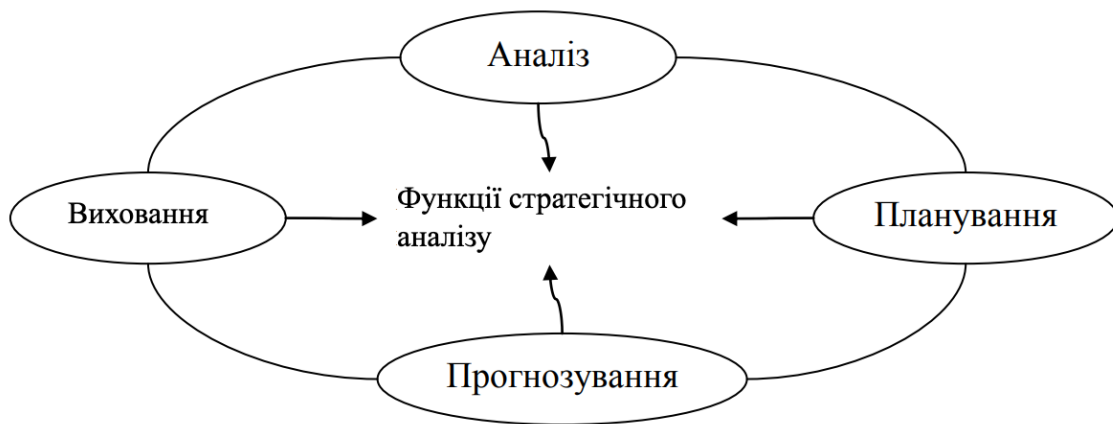 Аналіз
Виховання
Функції стратегічного
аналізу
Планування
Прогнозування